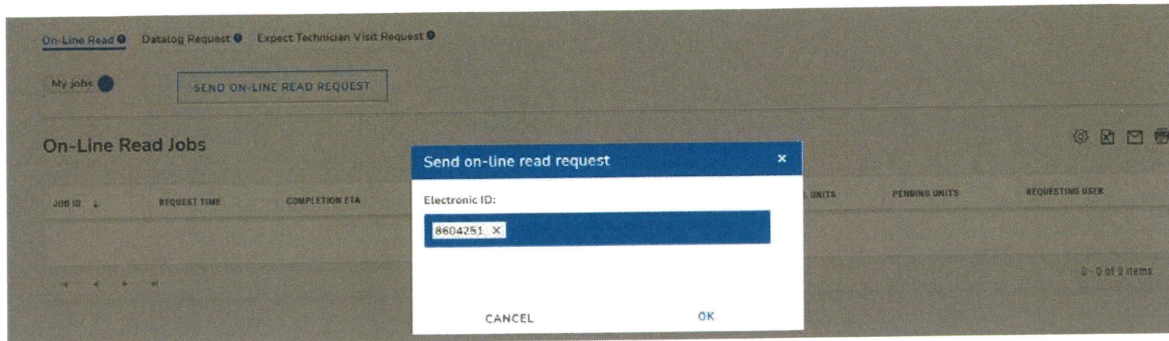 On-Line Read Datalog Request Expect Technician Visit Request
My jobs SEND ON-LINE READ REQUEST
On-Line Read Jobs
Send on-line read request ×
JOB ID REQUEST TIME COMPLETION ETA UNITS PENDING UNITS REQUESTING USER
Electronic ID:
8604251 ×
0 - 0 of 0 items
CANCEL OK